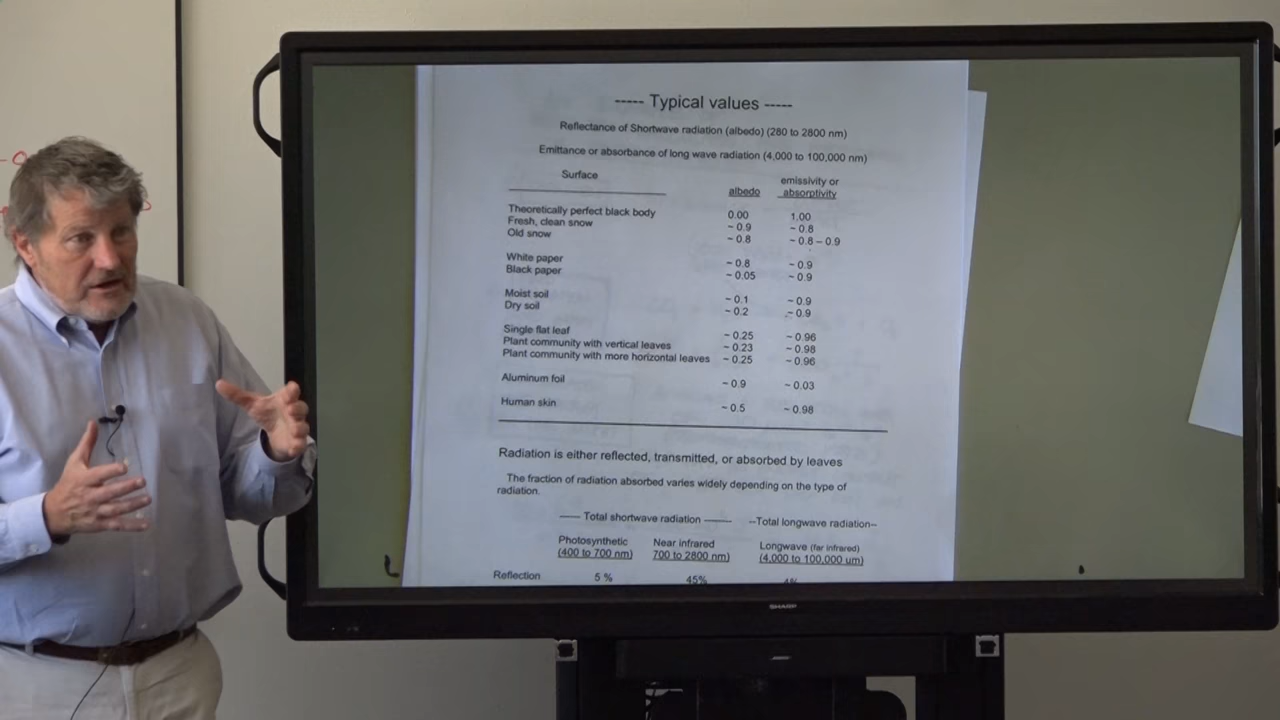 ----- Typical values -----
Reflectance of Shortwave radiation (albedo) (280 to 2800 nm)
Emittance or absorbance of long wave radiation (4,000 to 100,000 nm)
Surface albedo emissivity or absorptivity
Theoretically perfect black body 0.00 1.00
Fresh, clean snow ~ 0.9 ~ 0.8
Old snow ~ 0.8 ~ 0.8 – 0.9
White paper ~ 0.8 ~ 0.9
Black paper ~ 0.05 ~ 0.9
Moist soil ~ 0.1 ~ 0.9
Dry soil ~ 0.2 ~ 0.9
Single flat leaf ~ 0.25 ~ 0.96
Plant community with vertical leaves ~ 0.23 ~ 0.98
Plant community with more horizontal leaves ~ 0.25 ~ 0.96
Aluminum foil ~ 0.9 ~ 0.03
Human skin ~ 0.5 ~ 0.98
Radiation is either reflected, transmitted, or absorbed by leaves
The fraction of radiation absorbed varies widely depending on the type of
radiation.
----- Total shortwave radiation ------ --Total longwave radiation--
Photosynthetic Near infrared Longwave (far infrared)
(400 to 700 nm) 700 to 2800 nm) (4,000 to 100,000 um)
Reflection 5 % 45%
SHARP